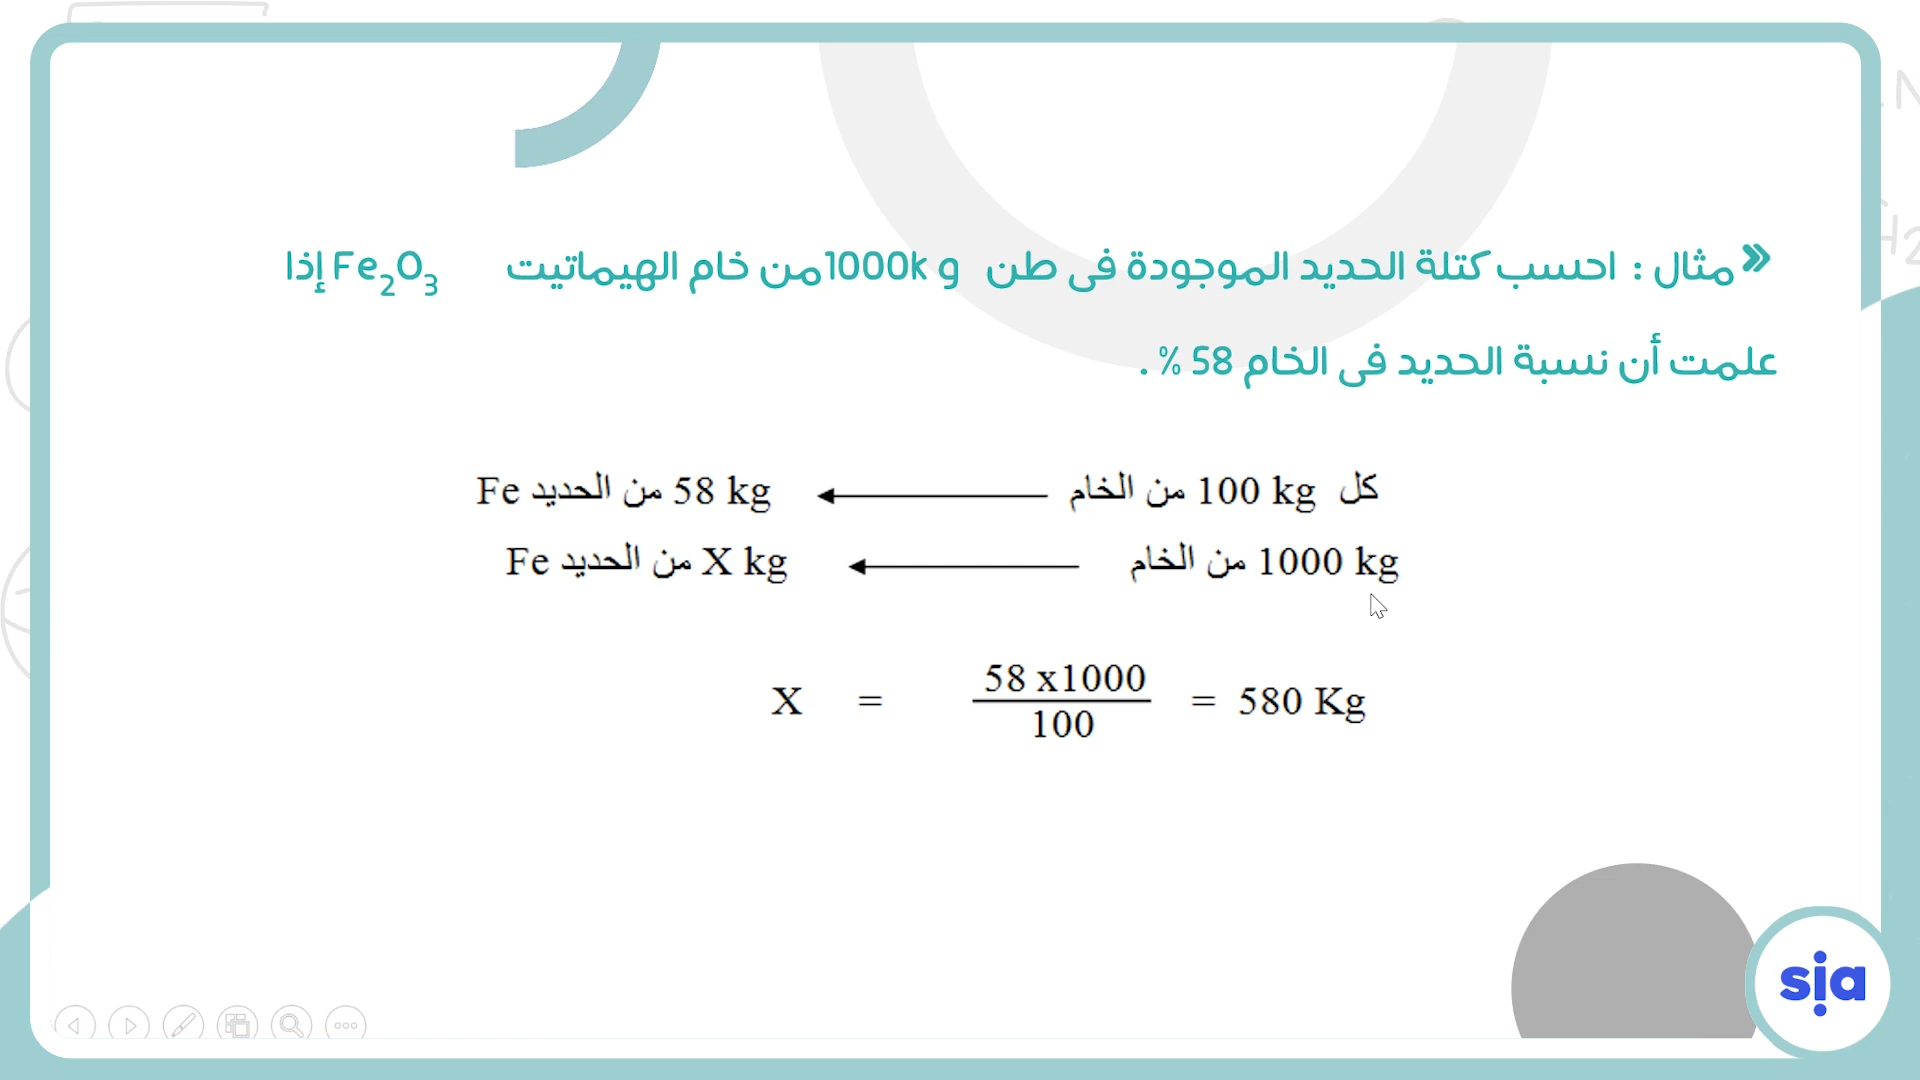 مثال : احسب كتلة الحديد الموجودة فى طن و 1000k من خام الهيماتيت Fe2O3 إذا
علمت أن نسبة الحديد فى الخام 58 % .
كل 100 kg من الخام ← 58 kg من الحديد Fe
1000 kg من الخام ← X kg من الحديد Fe
X = 58 x1000 / 100 = 580 Kg
sia